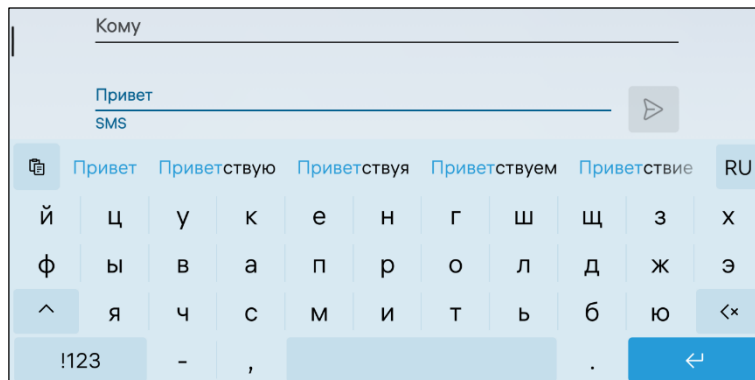 Кому
Привет
SMS
Привет Приветствую Приветствуя Приветствуем Приветствие RU
й ц у к е н г ш щ з х
ф ы в а п р о л д ж э
я ч с м и т ь б ю
!123 - , .